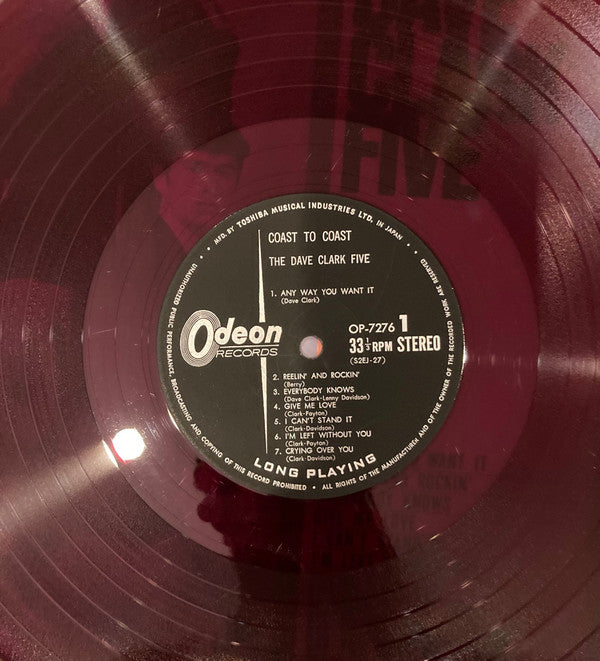 MFD. BY TOSHIBA MUSICAL INDUSTRIES LTD. IN JAPAN
COAST TO COAST
THE DAVE CLARK FIVE
1. ANY WAY YOU WANT IT
(Dave Clark)
Odeon
RECORDS
OP-7276 1
33⅓ RPM STEREO
(S2EJ-27)
2. REELIN' AND ROCKIN'
(Berry)
3. EVERYBODY KNOWS
(Dave Clark-Lenny Davidson)
4. GIVE ME LOVE
(Clark-Payton)
5. I CAN'T STAND IT
(Clark-Davidson)
6. I'M LEFT WITHOUT YOU
(Clark-Payton)
7. CRYING OVER YOU
(Clark-Davidson)
LONG PLAYING
UNAUTHORIZED PUBLIC PERFORMANCE, BROADCASTING AND COPYING OF THIS RECORD PROHIBITED • ALL RIGHTS OF THE MANUFACTURER AND OF THE OWNER OF THE RECORDED WORK ARE RESERVED
FIVE
WANT IT
KNOWS